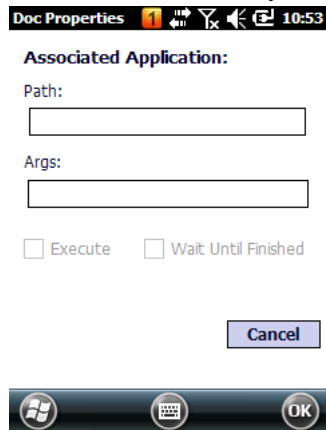 Doc Properties 1 10:53
Associated Application:
Path:
Args:
Execute Wait Until Finished
Cancel
OK